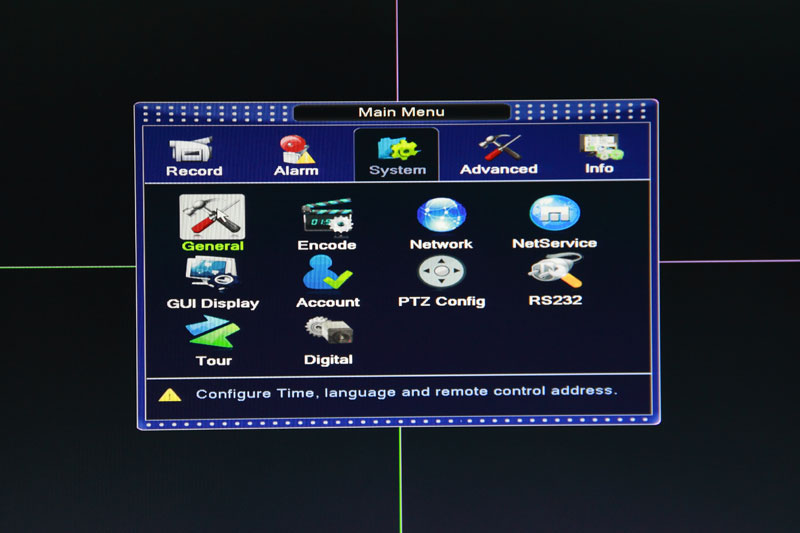 Main Menu
Record Alarm System Advanced Info
General Encode Network NetService
GUI Display Account PTZ Config RS232
Tour Digital
Configure Time, language and remote control address.